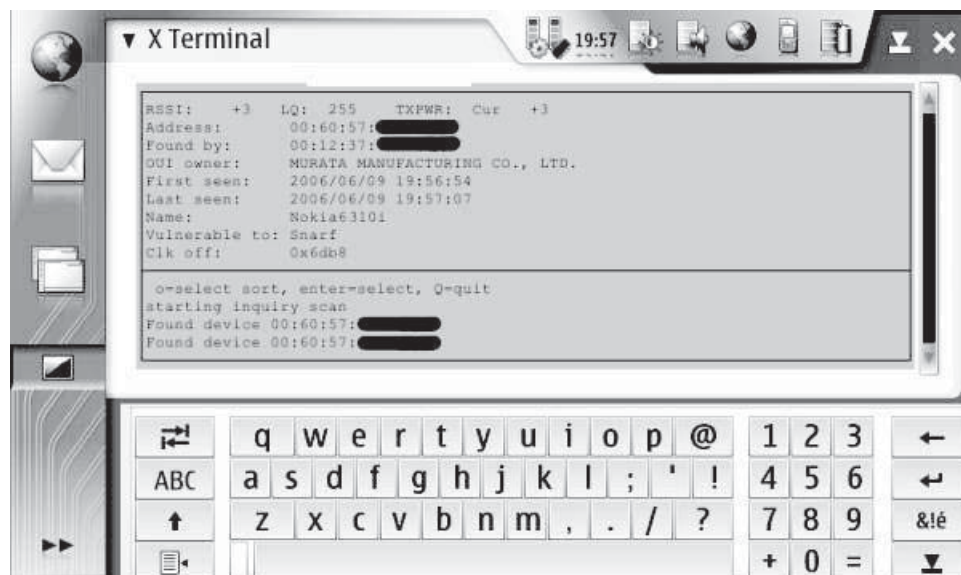 X Terminal
19:57
RSSI: +3 LQ: 255 TXPWR: Cur +3
Address: 00:60:57:
Found by: 00:12:37:
OUI owner: MURATA MANUFACTURING CO., LTD.
First seen: 2006/06/09 19:56:54
Last seen: 2006/06/09 19:57:07
Name: Nokia6310i
Vulnerable to: Snarf
Clk off: 0x6db8
o=select sort, enter=select, Q=quit
starting inquiry scan
Found device 00:60:57:
Found device 00:60:57:
q w e r t y u i o p @ 1 2 3
ABC a s d f g h j k l ; ' ! 4 5 6
z x c v b n m , . / ? 7 8 9 &!é
+ 0 =